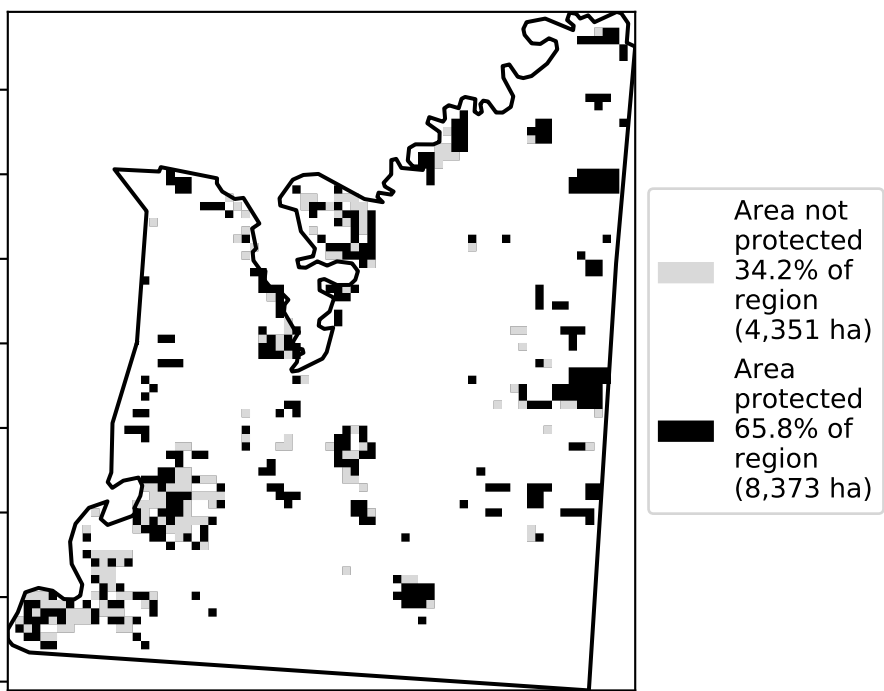 Area not
protected
34.2% of
region
(4,351 ha)
Area
protected
65.8% of
region
(8,373 ha)